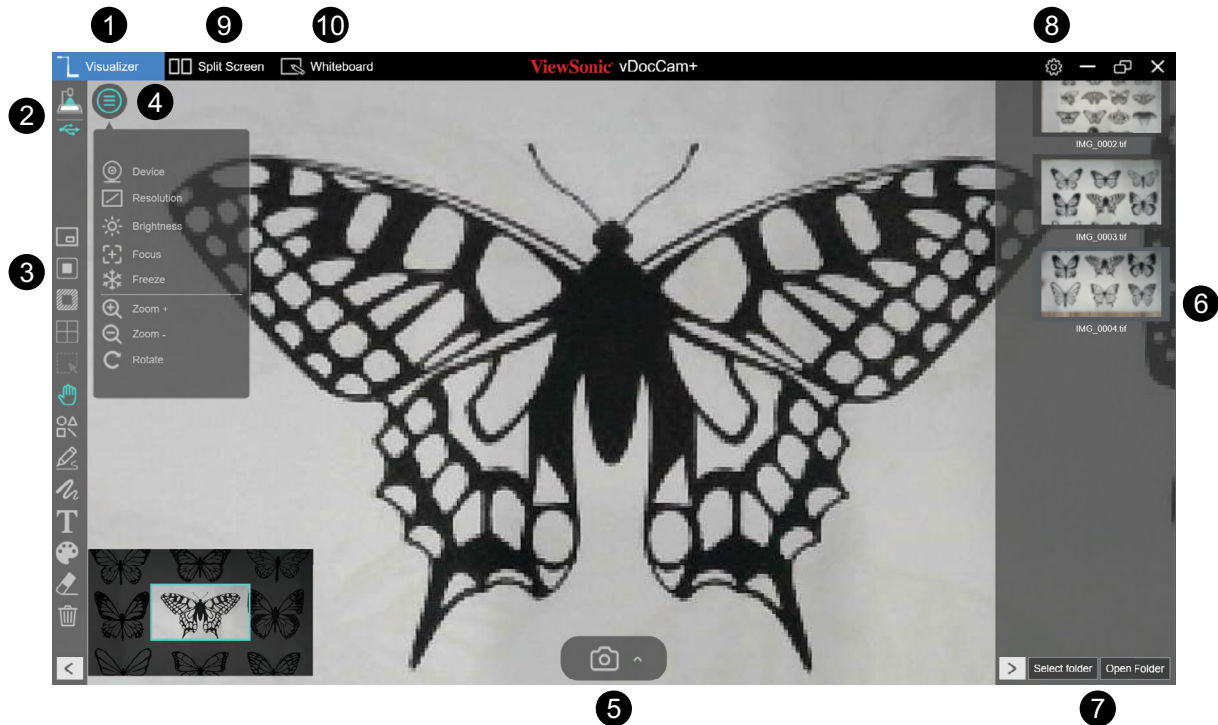 1 9 10 8
Visualizer Split Screen Whiteboard ViewSonic vDocCam+
2
4
Device
Resolution
Brightness
Focus
Freeze
Zoom +
Zoom -
Rotate
3
T
IMG_0002.tif
IMG_0003.tif
IMG_0004.tif
6
< > Select folder Open Folder
5 7